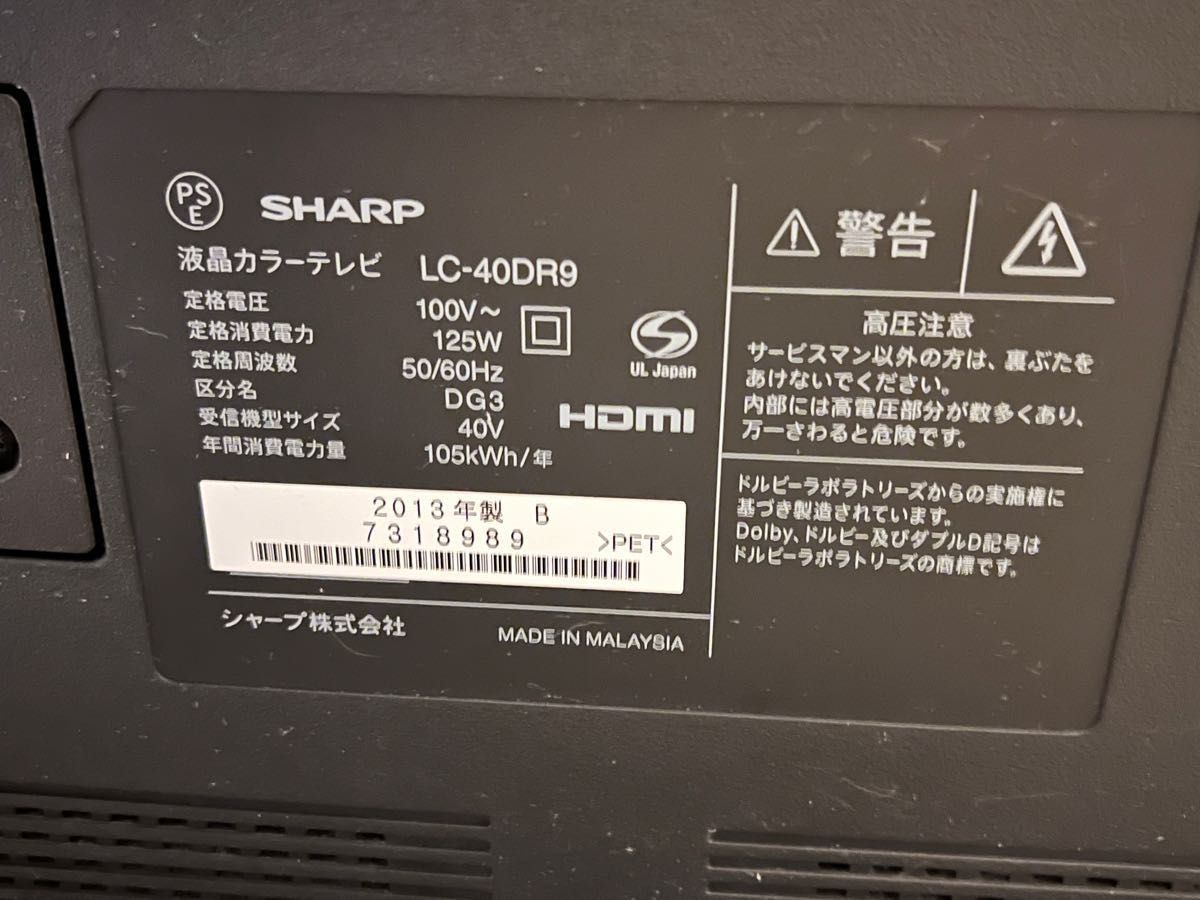 PSE SHARP
液晶カラーテレビ LC-40DR9
定格電圧 100V～
定格消費電力 125W
定格周波数 50/60Hz
区分名 DG3
受信機型サイズ 40V
年間消費電力量 105kWh/年
UL Japan
HDMI
2013年製 B
7318989
>PET<
シャープ株式会社
MADE IN MALAYSIA
警告
高圧注意
サービスマン以外の方は、裏ぶたを
あけないでください。
内部には高電圧部分が数多くあり、
万一さわると危険です。
ドルビーラボラトリーズからの実施権に
基づき製造されています。
Dolby、ドルビー及びダブルD記号は
ドルビーラボラトリーズの商標です。